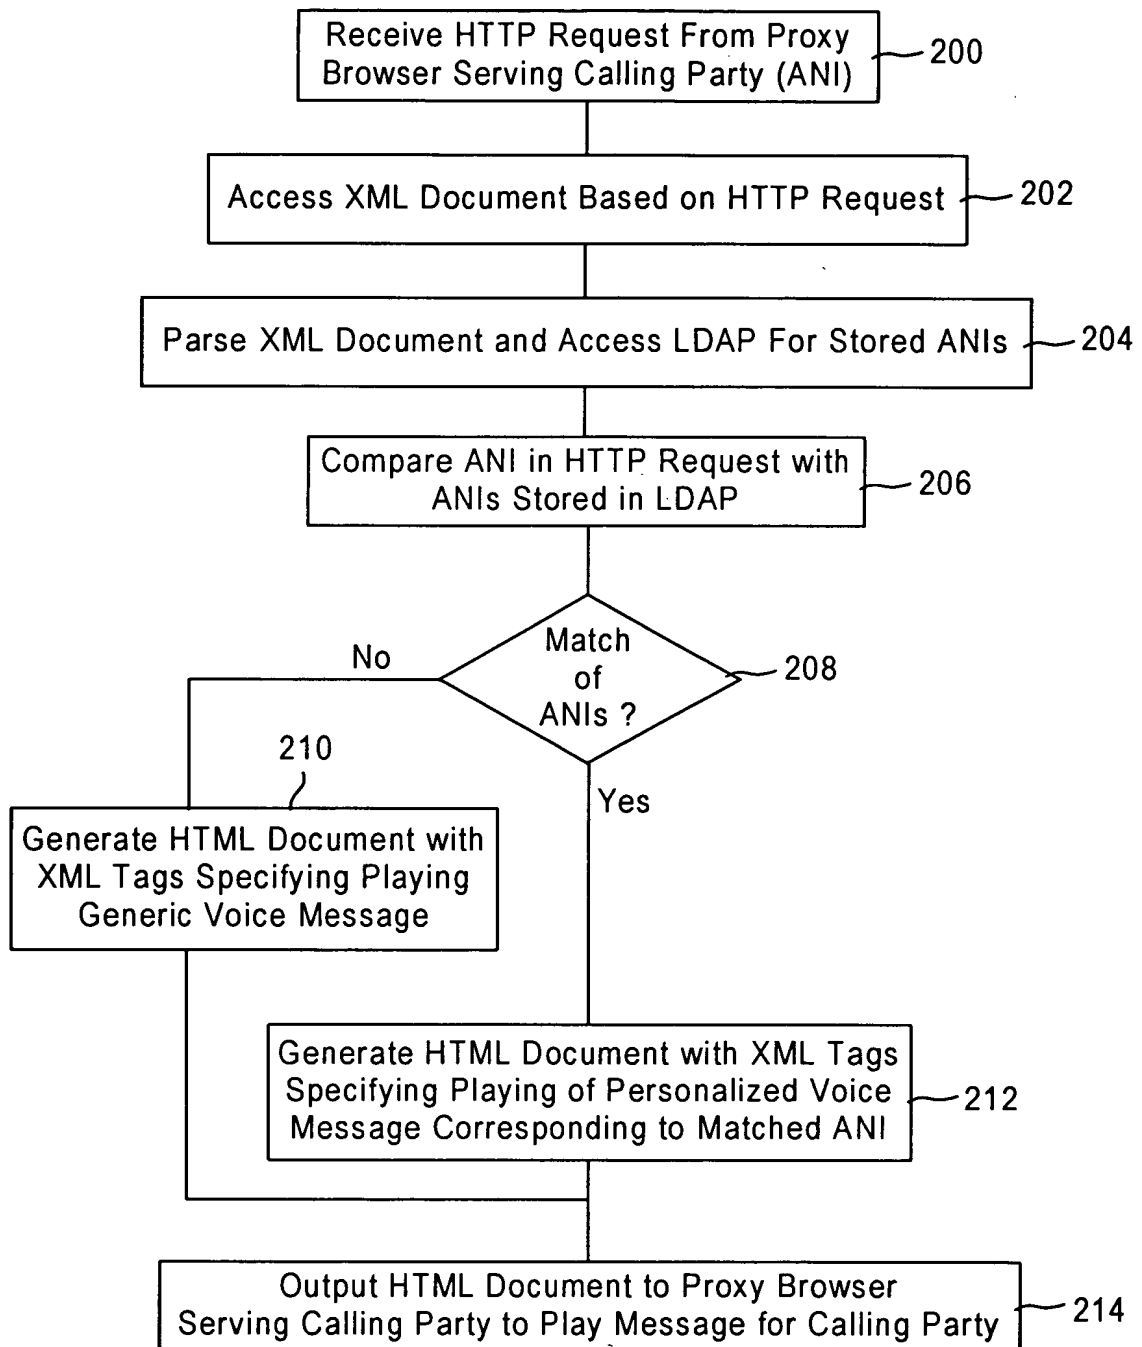 Receive HTTP Request From Proxy
Browser Serving Calling Party (ANI)
200
Access XML Document Based on HTTP Request
202
Parse XML Document and Access LDAP For Stored ANIs
204
Compare ANI in HTTP Request with
ANIs Stored in LDAP
206
Match
of
ANIs ?
208
No
Yes
210
Generate HTML Document with
XML Tags Specifying Playing
Generic Voice Message
Generate HTML Document with XML Tags
Specifying Playing of Personalized Voice
Message Corresponding to Matched ANI
212
Output HTML Document to Proxy Browser
Serving Calling Party to Play Message for Calling Party
214